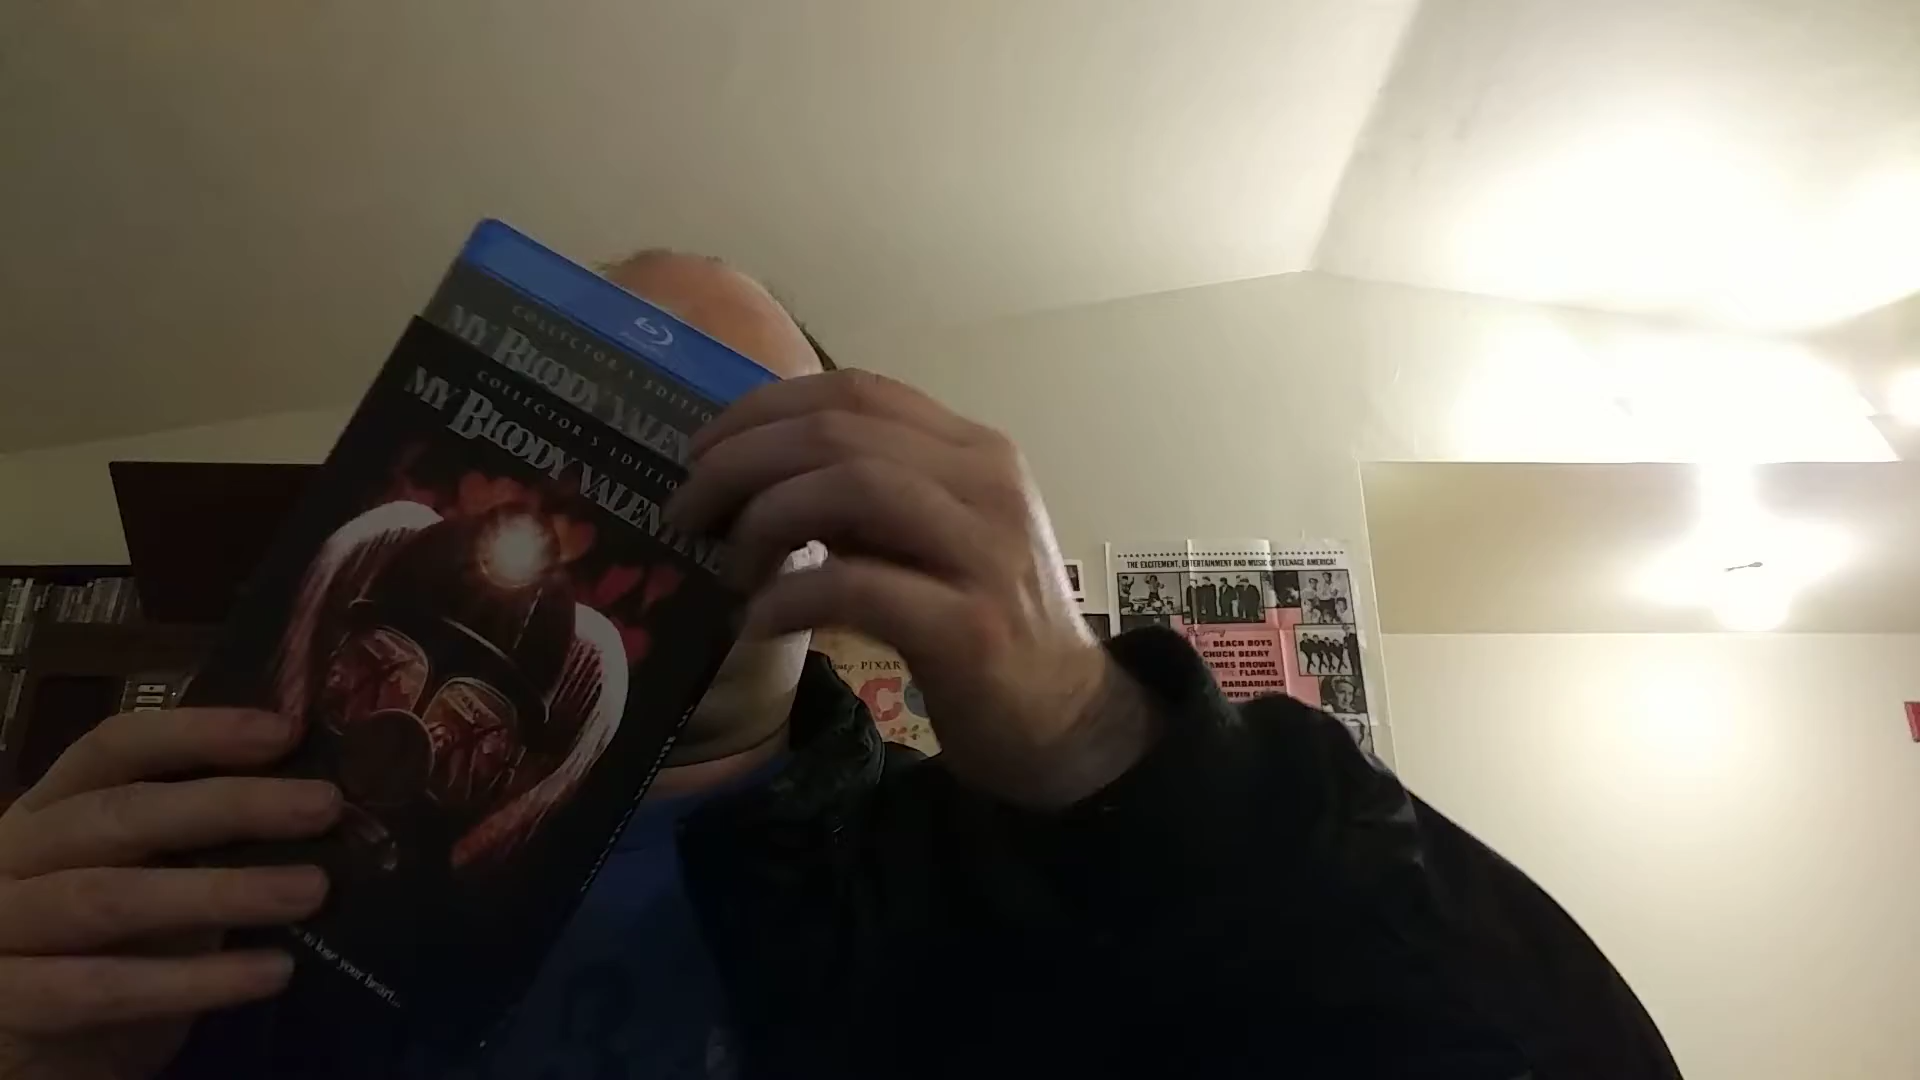 COLLECTOR'S EDITION
MY BLOODY VALEN
COLLECTOR'S EDITION
MY BLOODY VALENTINE
to lose your heart...
THE EXCITEMENT, ENTERTAINMENT AND MUSIC OF TEENAGE AMERICA!
BEACH BOYS
CHUCK BERRY
JAMES BROWN
FLAMES
BARBARIANS
PIXAR